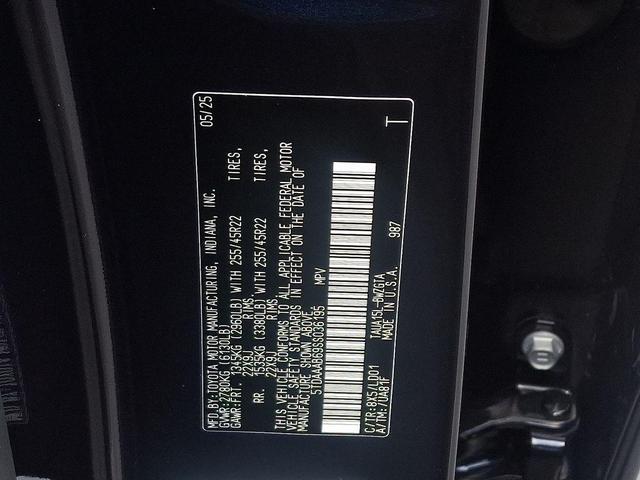 MFD.BY:TOYOTA MOTOR MANUFACTURING, INDIANA, INC. 05/25
GVWR:2780KG (6130LB)
GAWR:FRT. 1345KG (2960LB) WITH 255/45R22 TIRES,
22X9J RIMS,
RR. 1535KG (3380LB) WITH 255/45R22 TIRES,
22X9J RIMS.
THIS VEHICLE CONFORMS TO ALL APPLICABLE FEDERAL MOTOR
VEHICLE SAFETY STANDARDS IN EFFECT ON THE DATE OF
MANUFACTURE SHOWN ABOVE.
5TDAAAB69SS036195 MPV
C/TR:8X5/LD01 TAUA15L-BWZGTA
A/TM:/UA81F MADE IN U.S.A. 987 T